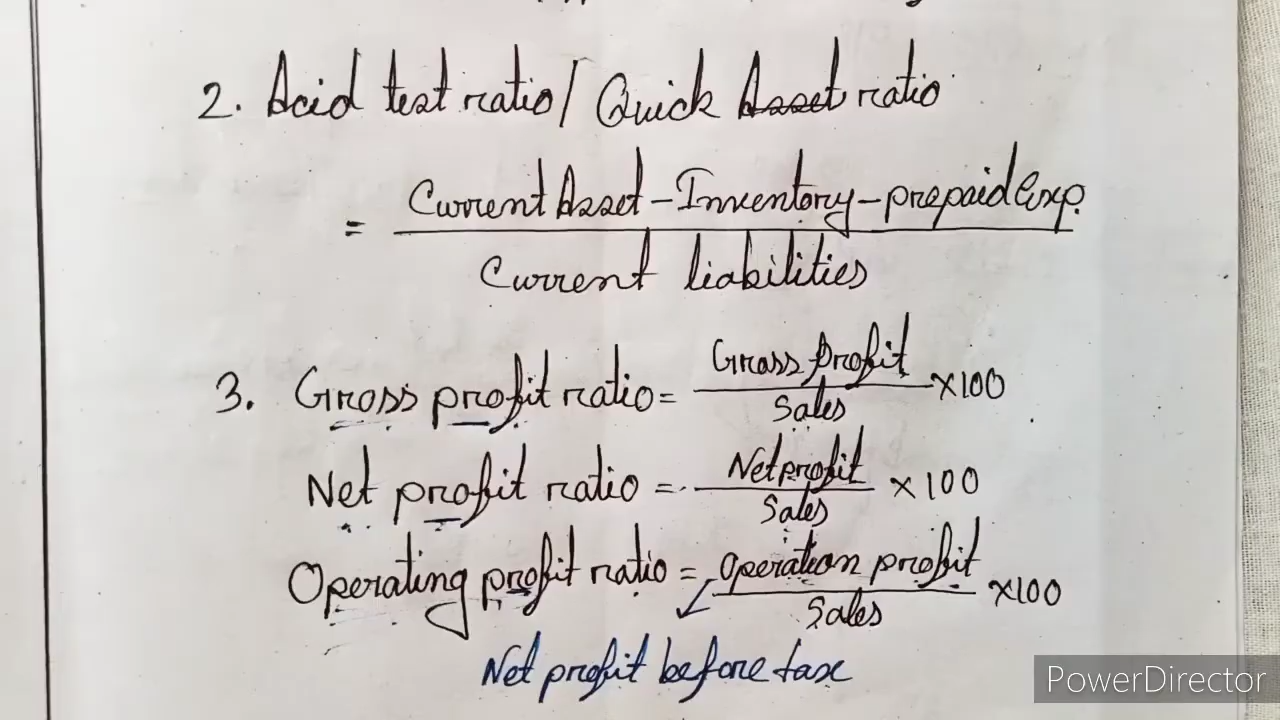 2. Acid test ratio / Quick Asset ratio
= Current Asset - Inventory - prepaid Exp.
Current liabilities
3. Gross profit ratio = Gross profit × 100
Sales
Net profit ratio = Net profit × 100
Sales
Operating profit ratio = Operation profit × 100
Sales
Net profit before tax
PowerDirector